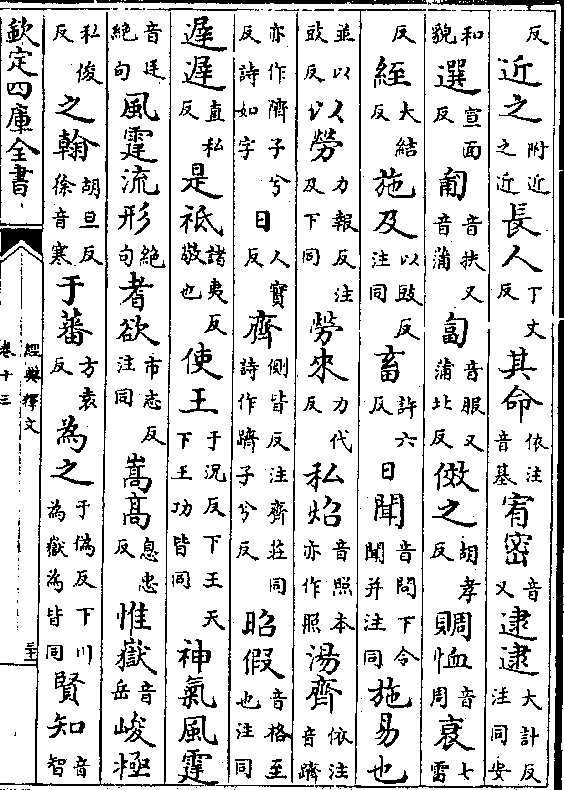 反近之附近之近長人丁丈反其命依注音基宥密音又逮逮大計反注同安
和貌選宣面反匍音扶又音蒲匐音服又蒲北反傚之胡孝反賙恤音周衰七雷
反絰大結反施及以豉反注同畜許六反日聞音問下令聞并注同施易也
並以豉反以勞力報反注及下同勞來力代反私炤音照本亦作照湯齊依注音躋
亦作隮子兮反詩如字日人實反齊側皆反注齊莊同詩作躋子兮反昭假音格至也注同
遲遲直私反是祗諸夷反敬也使王于況反下王天下王功皆同神氣風霆
音廷絶句風霆流形絶句耆欲市志反注同嵩高息忠反惟嶽音岳峻極
私俊反之翰胡旦反徐音寒于蕃方袁反為之于偽反下川為嶽為皆同賢知音智
欽定四庫全書
經典釋文
卷十三